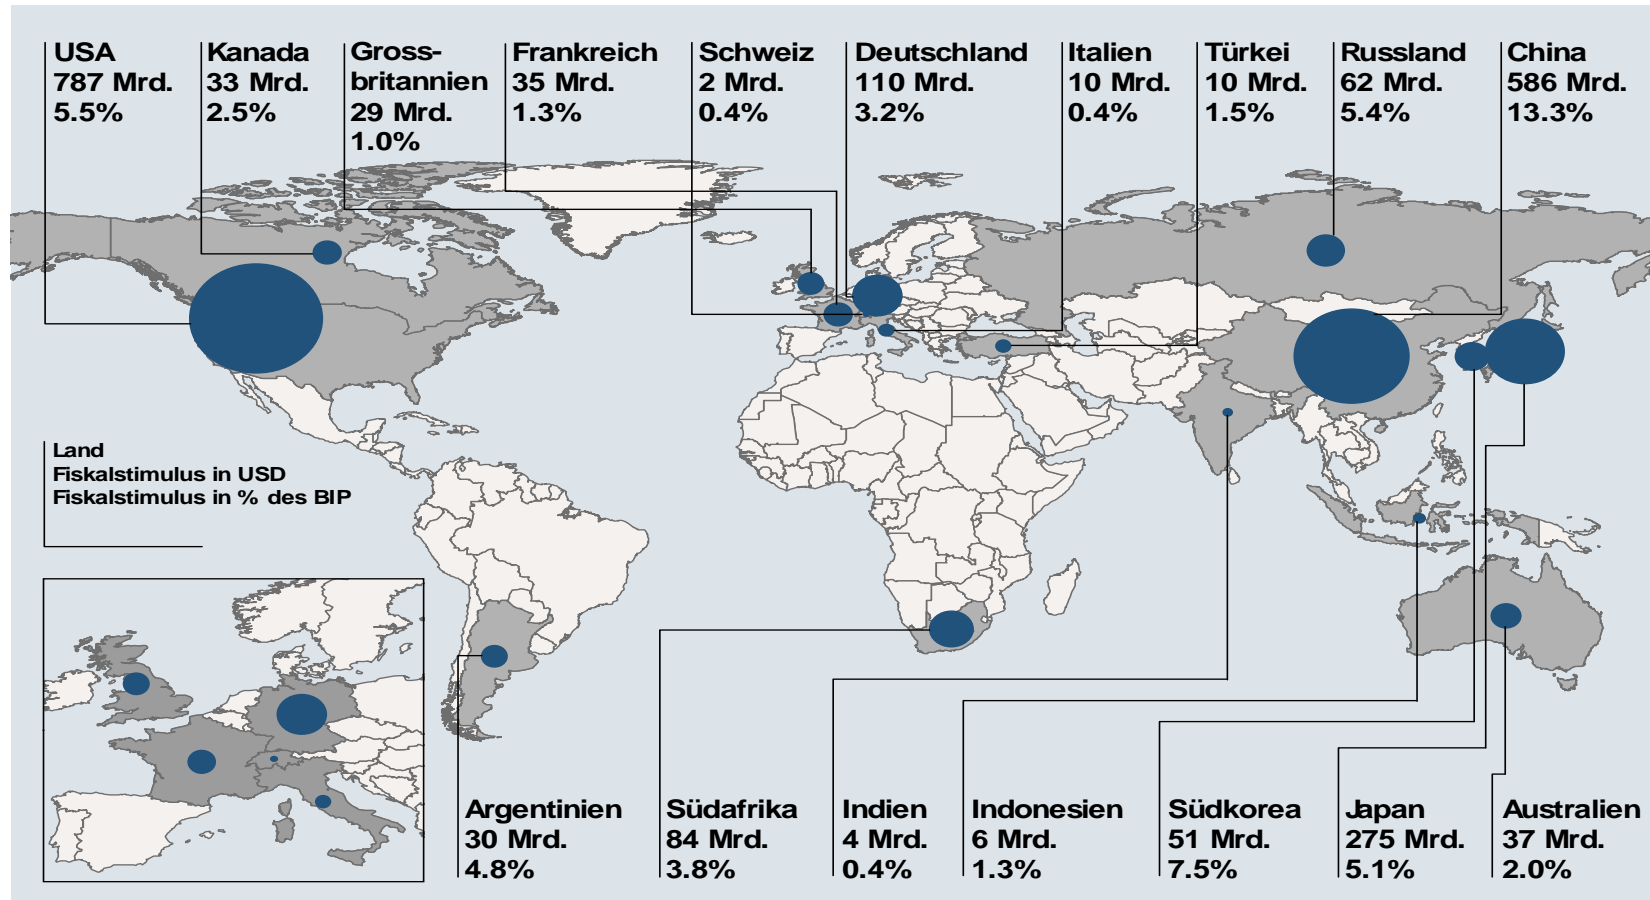 USA
787 Mrd.
5.5%
Kanada
33 Mrd.
2.5%
Gross-
britannien
29 Mrd.
1.0%
Frankreich
35 Mrd.
1.3%
Schweiz
2 Mrd.
0.4%
Deutschland
110 Mrd.
3.2%
Italien
10 Mrd.
0.4%
Türkei
10 Mrd.
1.5%
Russland
62 Mrd.
5.4%
China
586 Mrd.
13.3%
Land
Fiskalstimulus in USD
Fiskalstimulus in % des BIP
Argentinien
30 Mrd.
4.8%
Südafrika
84 Mrd.
3.8%
Indien
4 Mrd.
0.4%
Indonesien
6 Mrd.
1.3%
Südkorea
51 Mrd.
7.5%
Japan
275 Mrd.
5.1%
Australien
37 Mrd.
2.0%